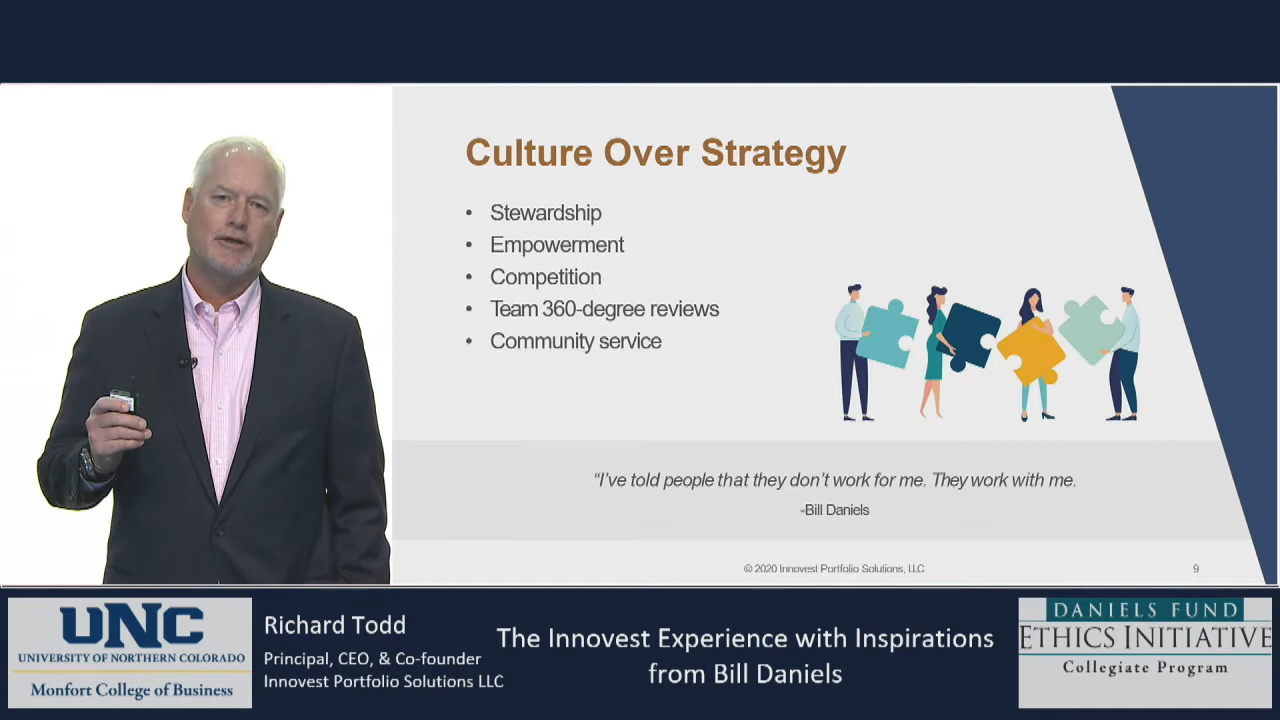 Culture Over Strategy
• Stewardship
• Empowerment
• Competition
• Team 360-degree reviews
• Community service
“I’ve told people that they don’t work for me. They work with me.
-Bill Daniels
© 2020 Innovest Portfolio Solutions, LLC
9
UNC
UNIVERSITY OF NORTHERN COLORADO
Monfort College of Business
Richard Todd
Principal, CEO, & Co-founder
Innovest Portfolio Solutions LLC
The Innovest Experience with Inspirations
from Bill Daniels
DANIELS FUND
ETHICS INITIATIVE
Collegiate Program